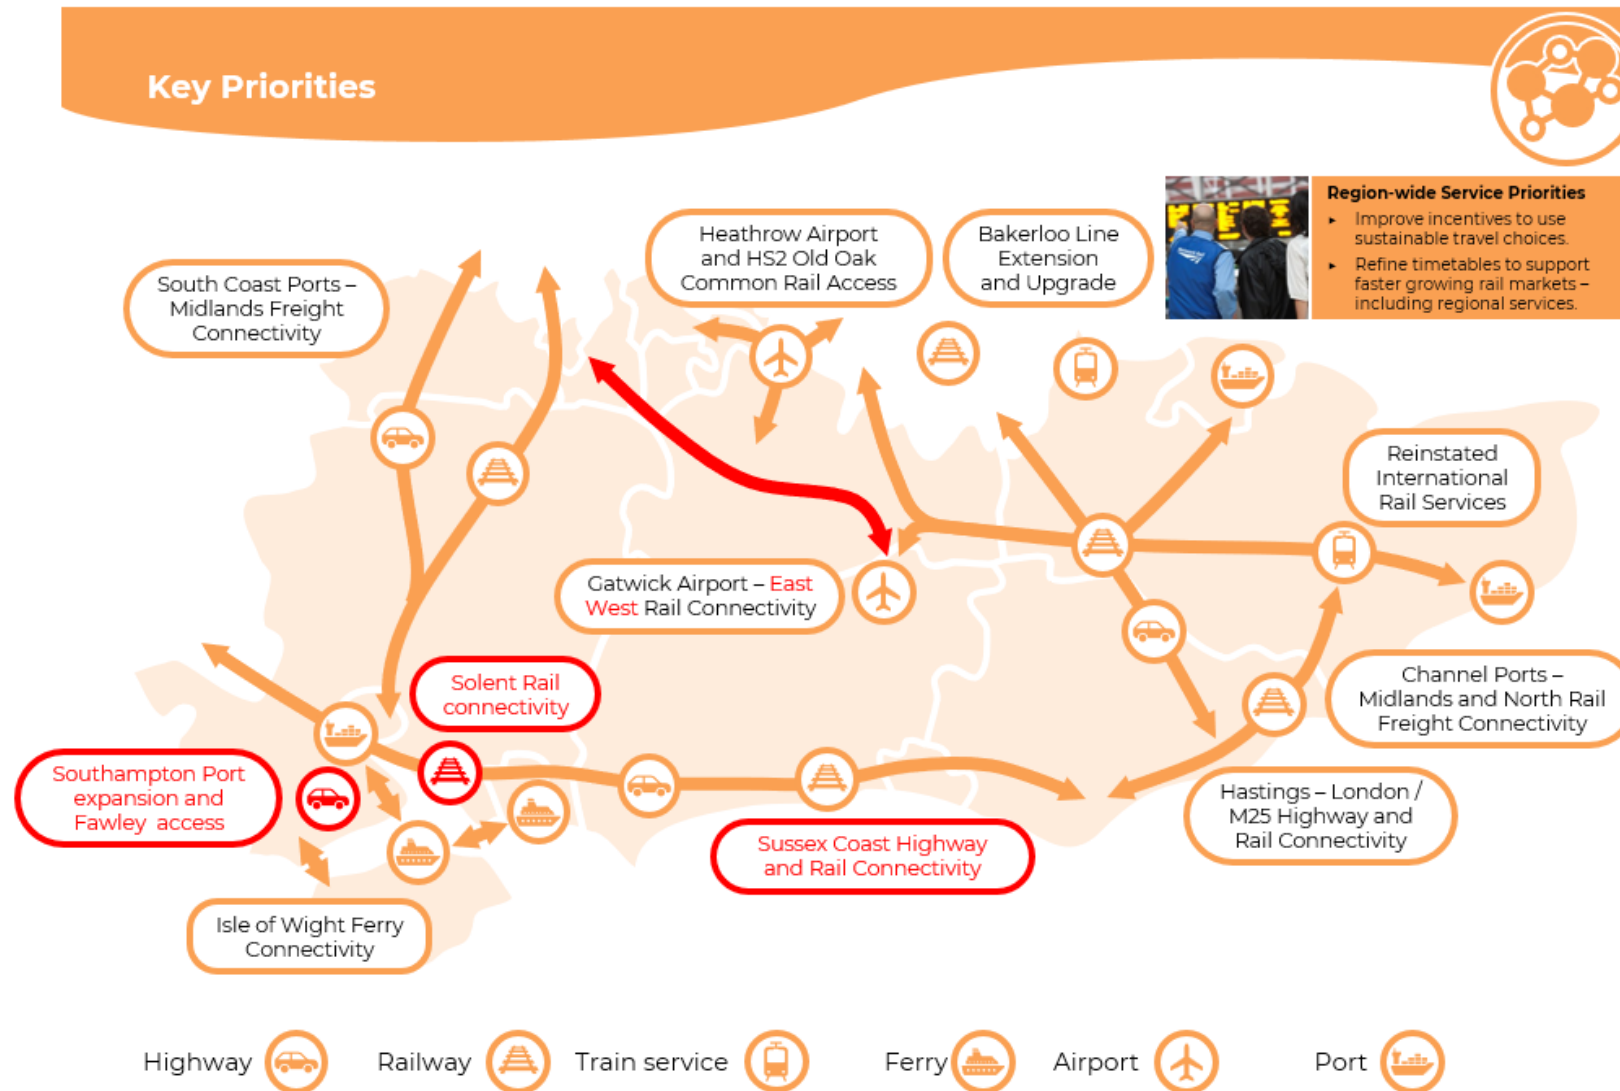 Key Priorities
Region-wide Service Priorities
▸ Improve incentives to use
sustainable travel choices.
▸ Refine timetables to support
faster growing rail markets –
including regional services.
Heathrow Airport
and HS2 Old Oak
Common Rail Access
Bakerloo Line
Extension
and Upgrade
South Coast Ports –
Midlands Freight
Connectivity
Reinstated
International
Rail Services
Gatwick Airport – East
West Rail Connectivity
Solent Rail
connectivity
Channel Ports –
Midlands and North Rail
Freight Connectivity
Southampton Port
expansion and
Fawley access
Hastings – London /
M25 Highway and
Rail Connectivity
Sussex Coast Highway
and Rail Connectivity
Isle of Wight Ferry
Connectivity
Highway Railway Train service Ferry Airport Port